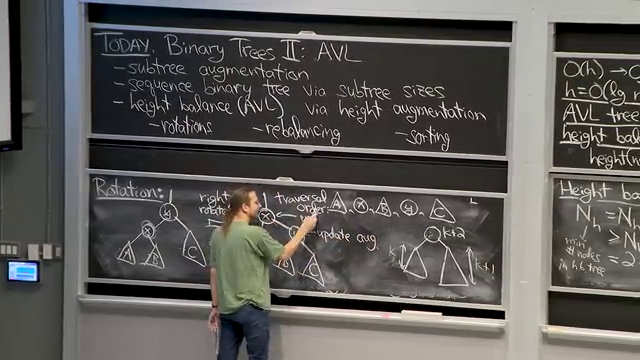 TODAY: Binary Trees II: AVL
- subtree augmentation
- sequence binary tree via subtree sizes
- height balance (AVL) via height augmentation
- rotations - rebalancing - sorting
Rotation:
y
x
A
B
C
right
rotate
x
C
traversal
order:
A, x, B, y, C
update aug.
k+2
k+1
O(h)
h=O(lg n
AVL tree
height ba
height(
Height
N_h
min
# nodes
in h
tree
= N
≥ N
= 2